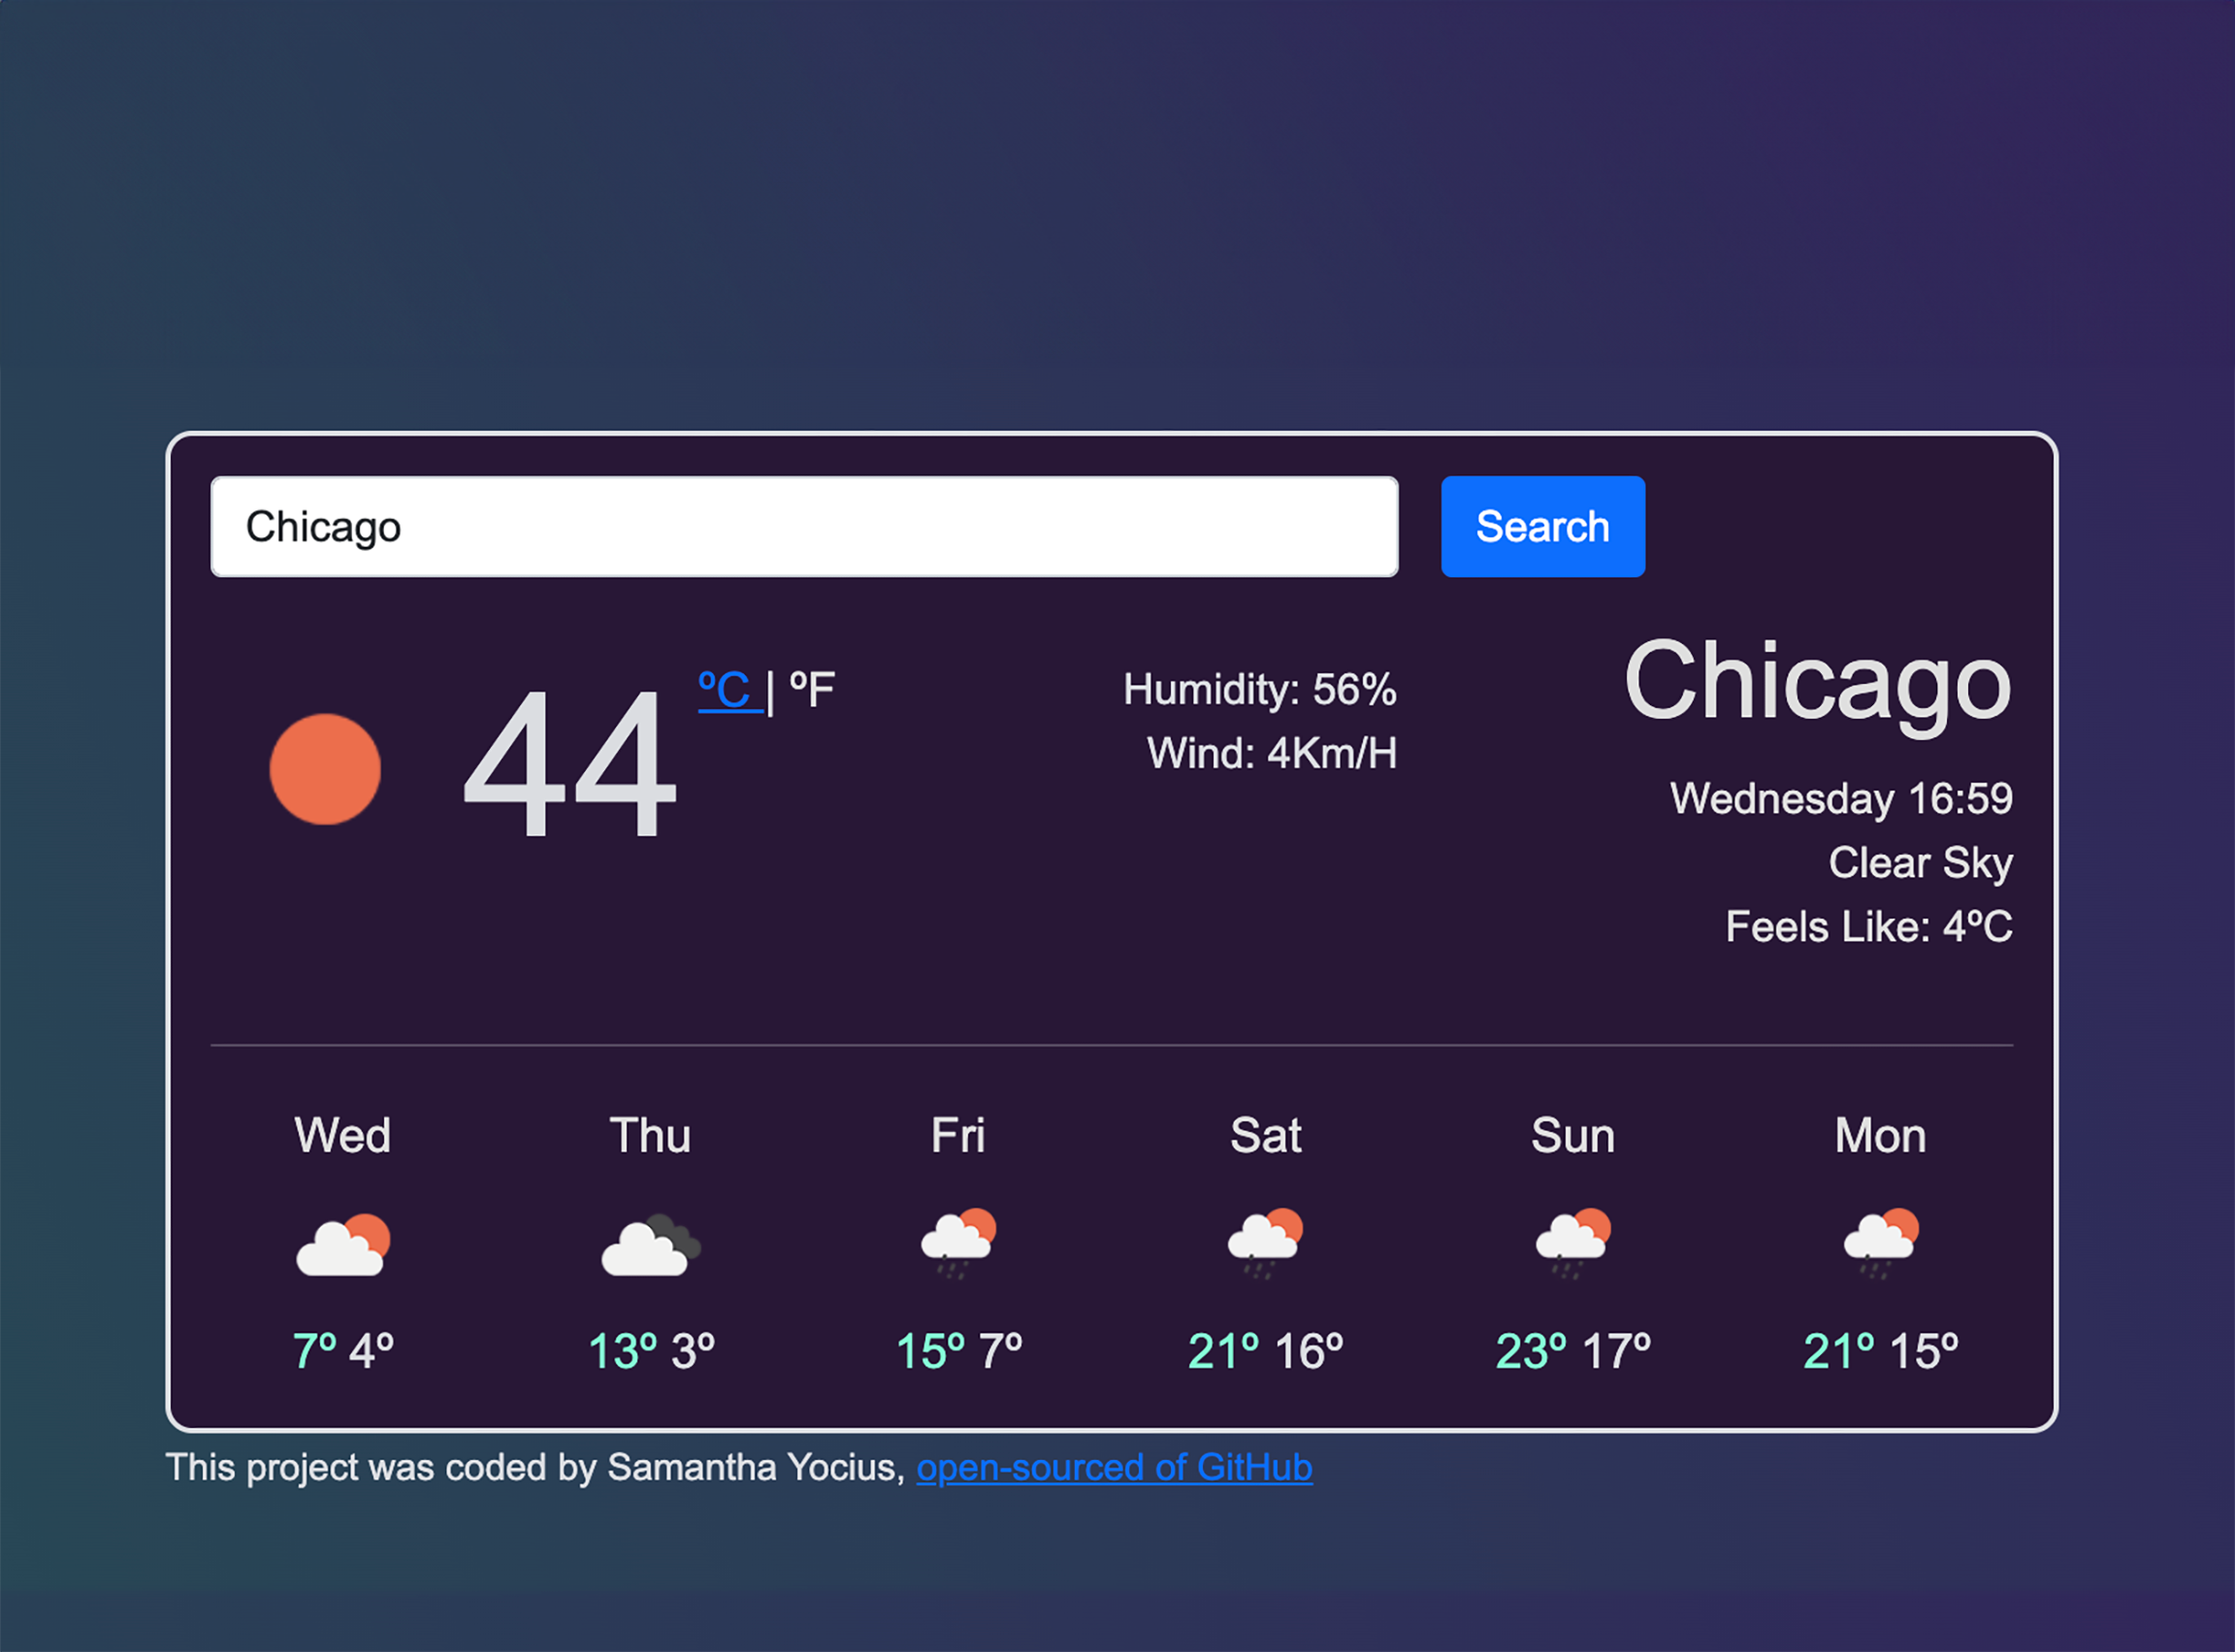 Chicago
Search
44 ºC | ºF
Humidity: 56%
Wind: 4Km/H
Chicago
Wednesday 16:59
Clear Sky
Feels Like: 4ºC
Wed Thu Fri Sat Sun Mon
7º 4º 13º 3º 15º 7º 21º 16º 23º 17º 21º 15º
This project was coded by Samantha Yocius, open-sourced of GitHub